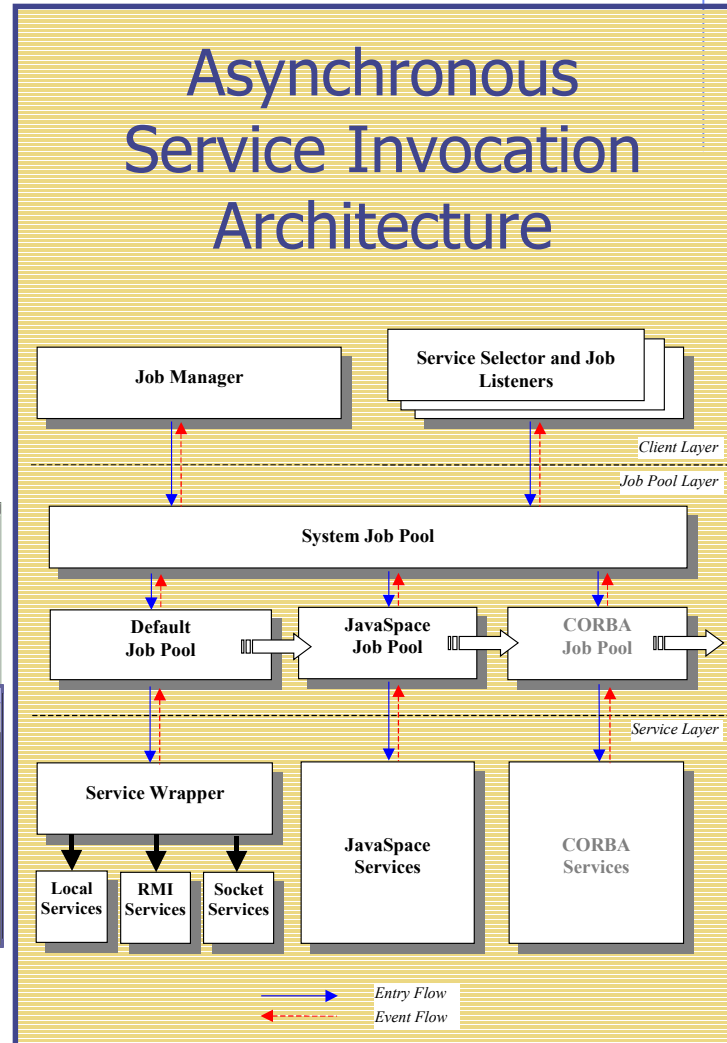 Asynchronous
Service Invocation
Architecture
Job Manager
Service Selector and Job
Listeners
Client Layer
Job Pool Layer
System Job Pool
Default
Job Pool
JavaSpace
Job Pool
CORBA
Job Pool
Service Layer
Service Wrapper
JavaSpace
Services
CORBA
Services
Local
Services
RMI
Services
Socket
Services
Entry Flow
Event Flow